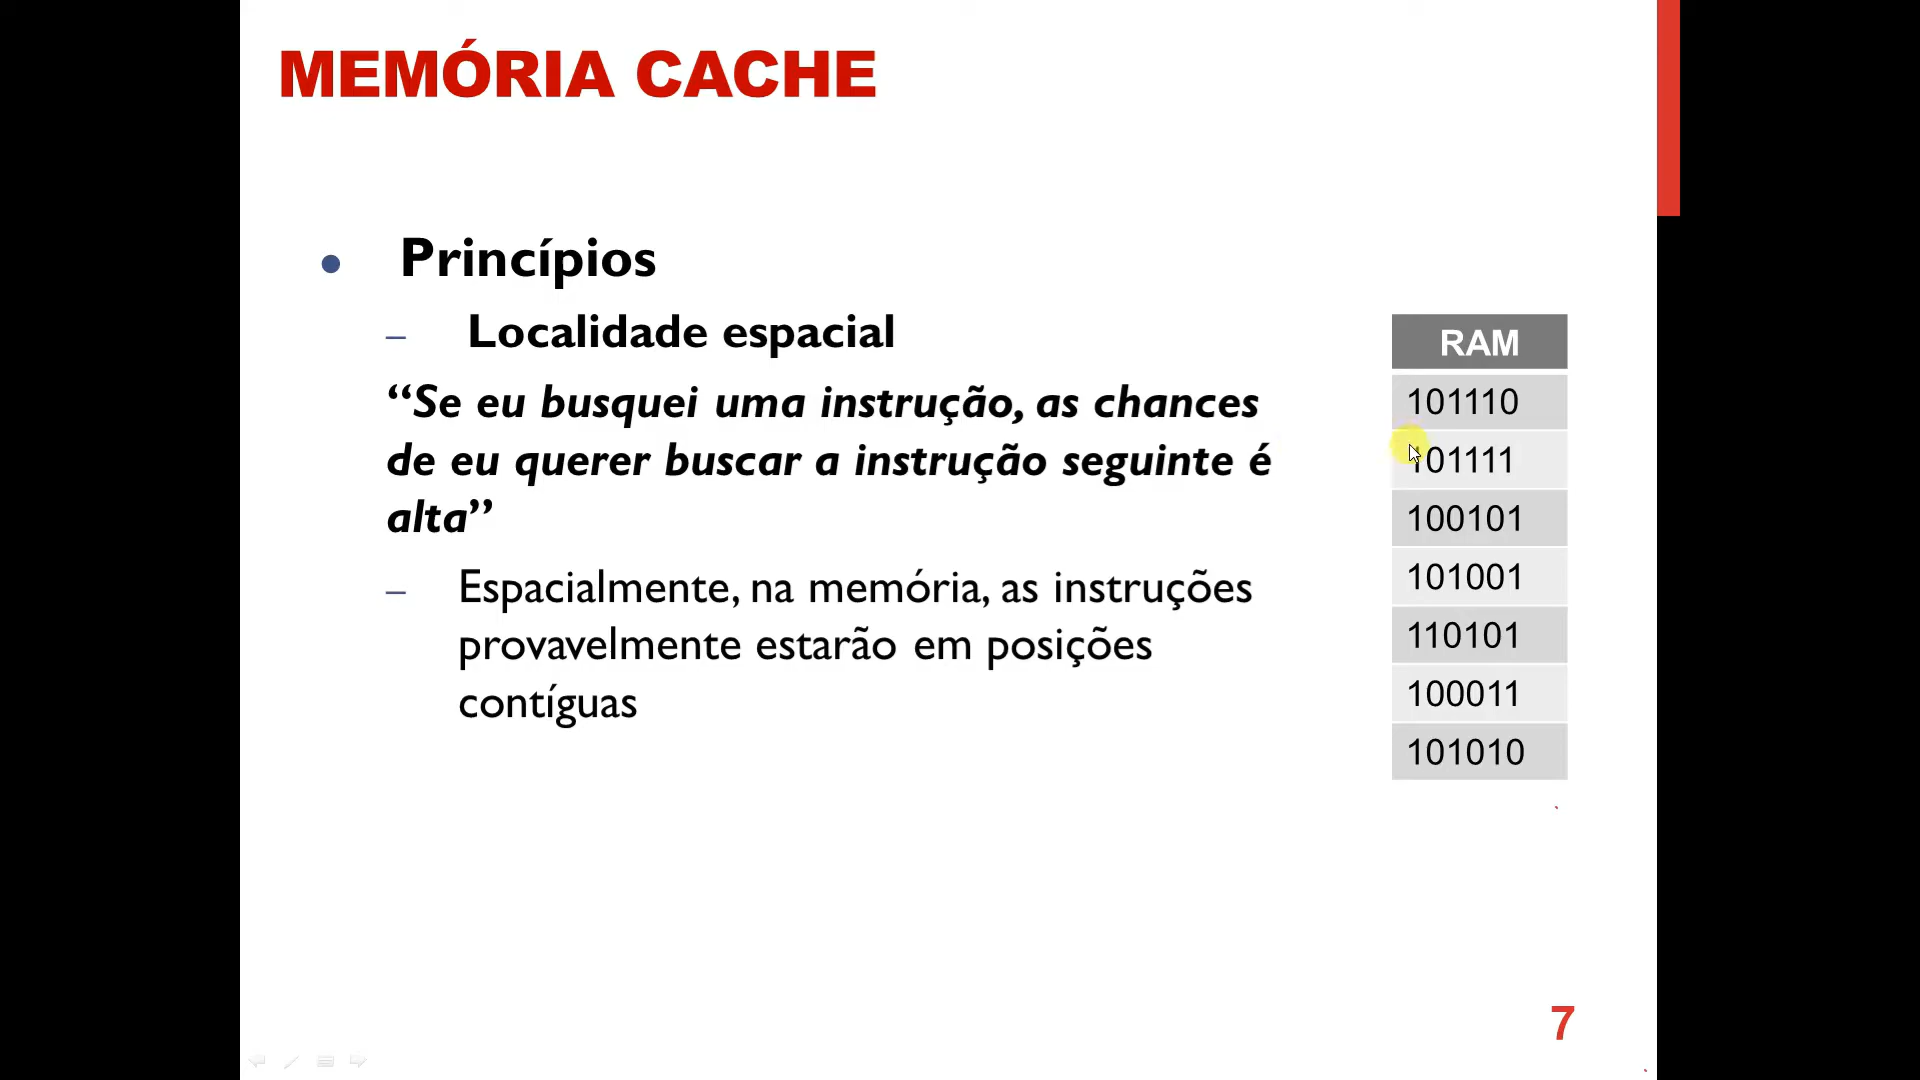 MEMÓRIA CACHE
• Princípios
– Localidade espacial
“Se eu busquei uma instrução, as chances
de eu querer buscar a instrução seguinte é
alta”
– Espacialmente, na memória, as instruções
provavelmente estarão em posições
contíguas
RAM
101110
101111
100101
101001
110101
100011
101010
7